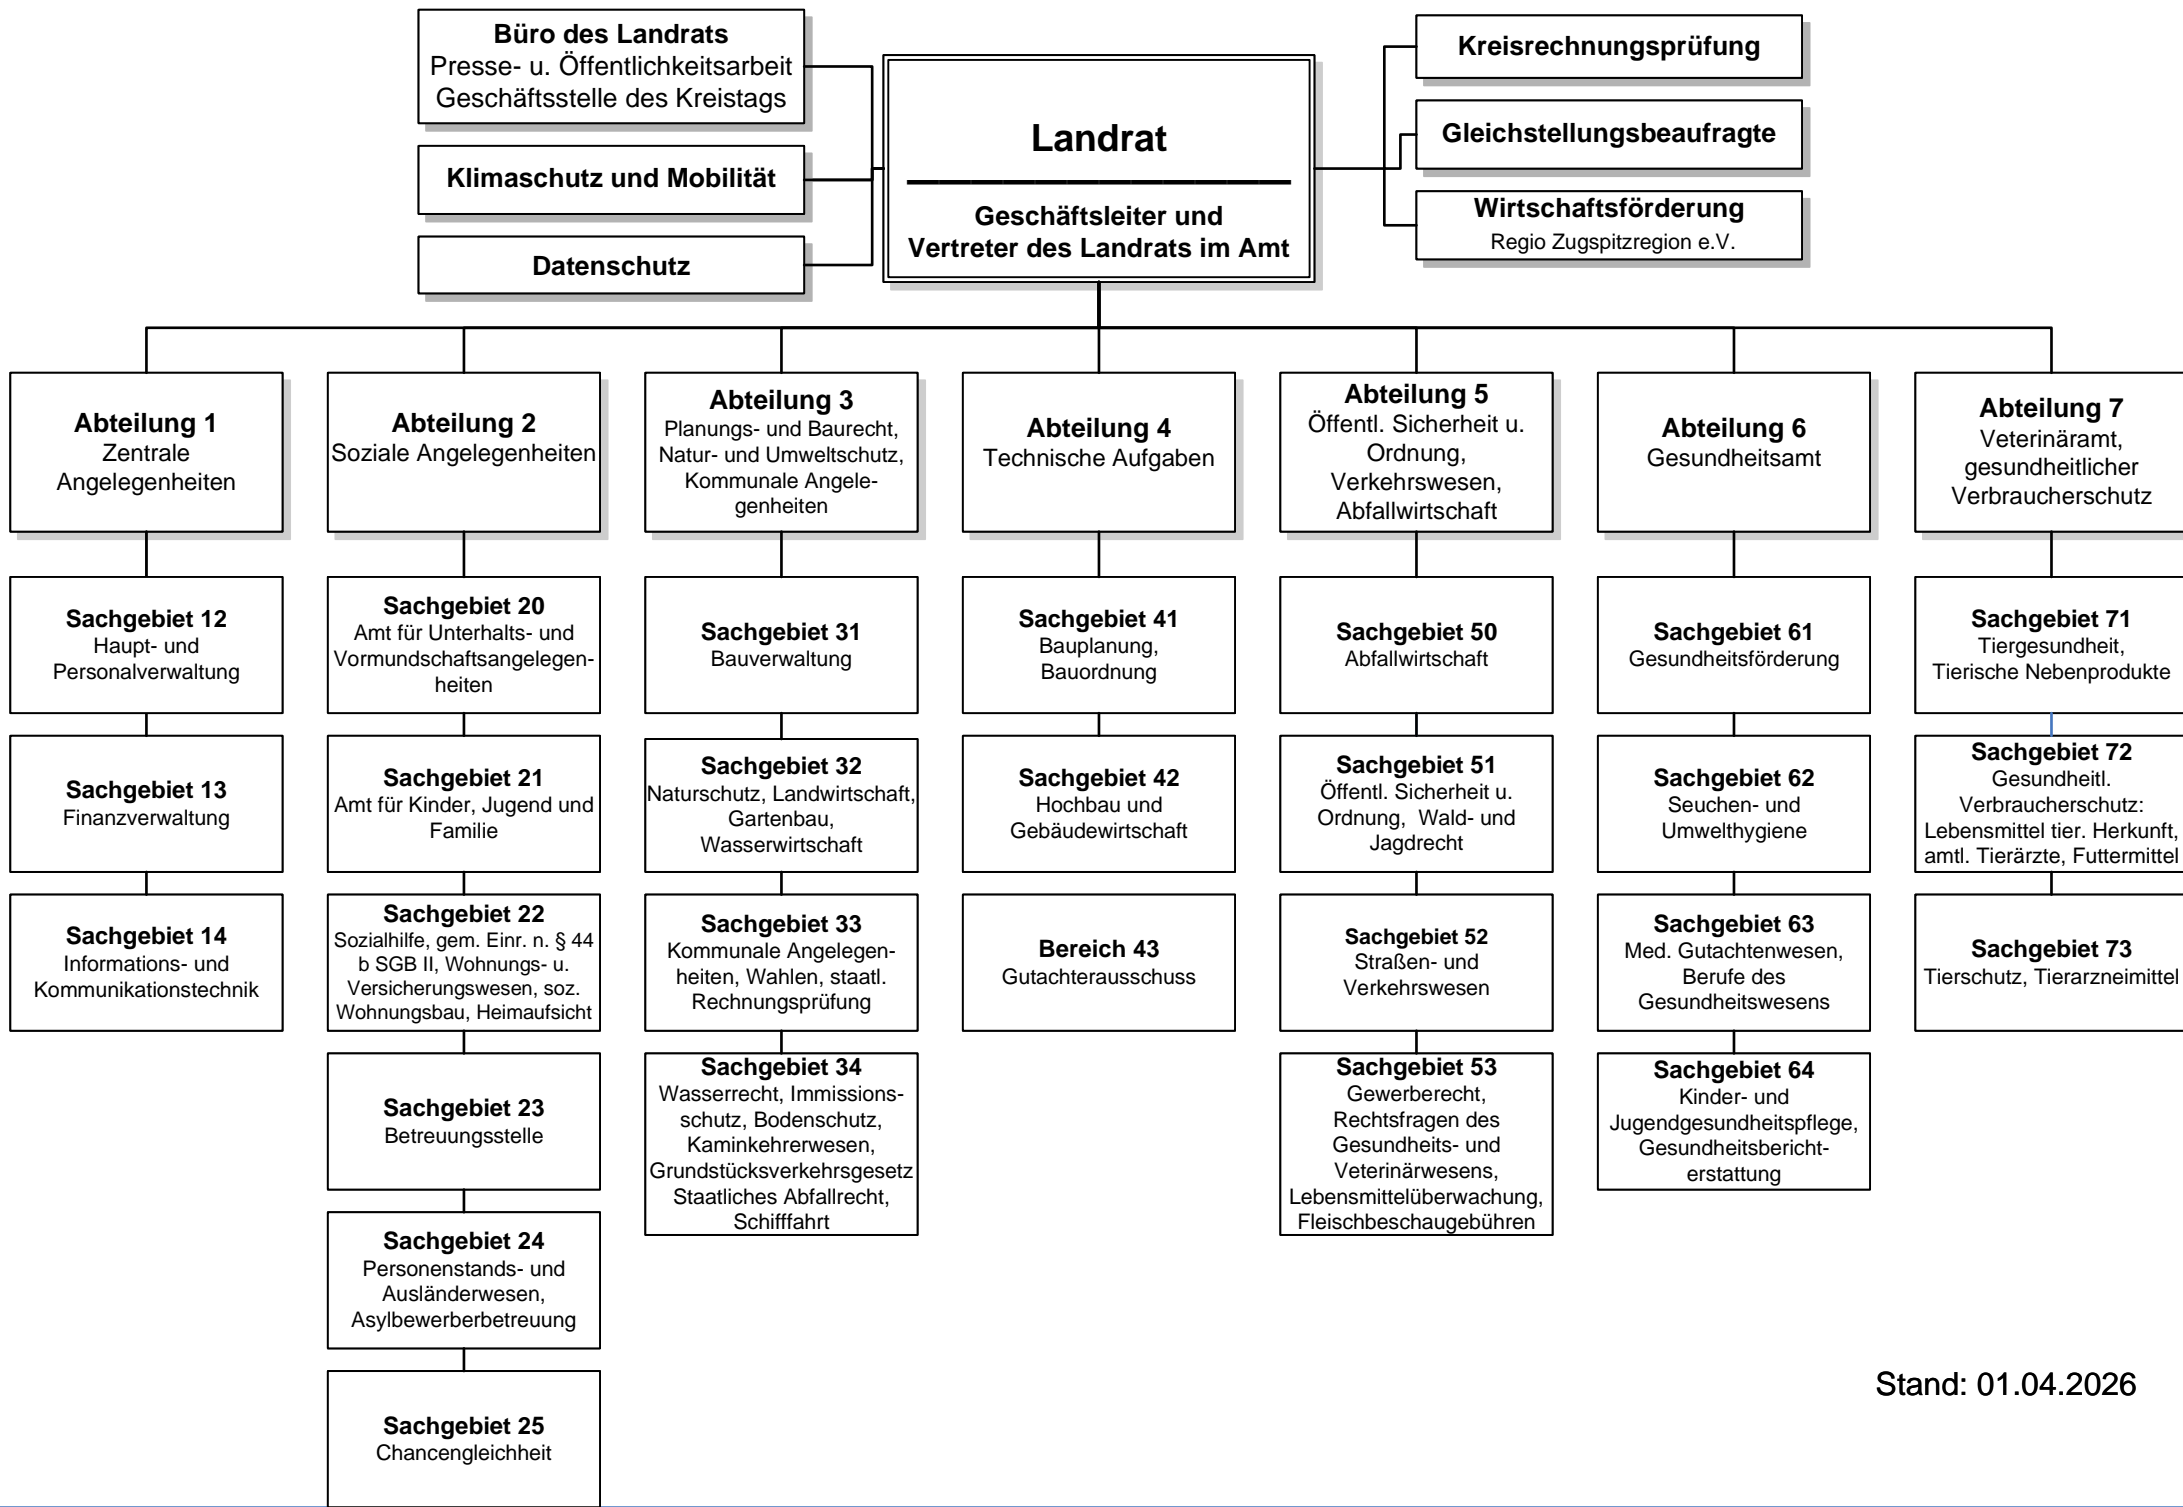 Büro des Landrats
Presse- u. Öffentlichkeitsarbeit
Geschäftsstelle des Kreistags
Klimaschutz und Mobilität
Datenschutz
Landrat
Geschäftsleiter und
Vertreter des Landrats im Amt
Kreisrechnungsprüfung
Gleichstellungsbeaufragte
Wirtschaftsförderung
Regio Zugspitzregion e.V.
Abteilung 1
Zentrale
Angelegenheiten
Sachgebiet 12
Haupt- und
Personalverwaltung
Sachgebiet 13
Finanzverwaltung
Sachgebiet 14
Informations- und
Kommunikationstechnik
Abteilung 2
Soziale Angelegenheiten
Sachgebiet 20
Amt für Unterhalts- und
Vormundschaftsangelegen-
heiten
Sachgebiet 21
Amt für Kinder, Jugend und
Familie
Sachgebiet 22
Sozialhilfe, gem. Einr. n. § 44
b SGB II, Wohnungs- u.
Versicherungswesen, soz.
Wohnungsbau, Heimaufsicht
Sachgebiet 23
Betreuungsstelle
Sachgebiet 24
Personenstands- und
Ausländerwesen,
Asylbewerberbetreuung
Sachgebiet 25
Chancengleichheit
Abteilung 3
Planungs- und Baurecht,
Natur- und Umweltschutz,
Kommunale Angele-
genheiten
Sachgebiet 31
Bauverwaltung
Sachgebiet 32
Naturschutz, Landwirtschaft,
Gartenbau,
Wasserwirtschaft
Sachgebiet 33
Kommunale Angelegen-
heiten, Wahlen, staatl.
Rechnungsprüfung
Sachgebiet 34
Wasserrecht, Immissions-
schutz, Bodenschutz,
Kaminkehrerwesen,
Grundstücksverkehrsgesetz
Staatliches Abfallrecht,
Schifffahrt
Abteilung 4
Technische Aufgaben
Sachgebiet 41
Bauplanung,
Bauordnung
Sachgebiet 42
Hochbau und
Gebäudewirtschaft
Bereich 43
Gutachterausschuss
Abteilung 5
Öffentl. Sicherheit u.
Ordnung,
Verkehrswesen,
Abfallwirtschaft
Sachgebiet 50
Abfallwirtschaft
Sachgebiet 51
Öffentl. Sicherheit u.
Ordnung, Wald- und
Jagdrecht
Sachgebiet 52
Straßen- und
Verkehrswesen
Sachgebiet 53
Gewerberecht,
Rechtsfragen des
Gesundheits- und
Veterinärwesens,
Lebensmittelüberwachung,
Fleischbeschaugebühren
Abteilung 6
Gesundheitsamt
Sachgebiet 61
Gesundheitsförderung
Sachgebiet 62
Seuchen- und
Umwelthygiene
Sachgebiet 63
Med. Gutachtenwesen,
Berufe des
Gesundheitswesens
Sachgebiet 64
Kinder- und
Jugendgesundheitspflege,
Gesundheitsbericht-
erstattung
Abteilung 7
Veterinäramt,
gesundheitlicher
Verbraucherschutz
Sachgebiet 71
Tiergesundheit,
Tierische Nebenprodukte
Sachgebiet 72
Gesundheitl.
Verbraucherschutz:
Lebensmittel tier. Herkunft,
amtl. Tierärzte, Futtermittel
Sachgebiet 73
Tierschutz, Tierarzneimittel
Stand: 01.04.2026